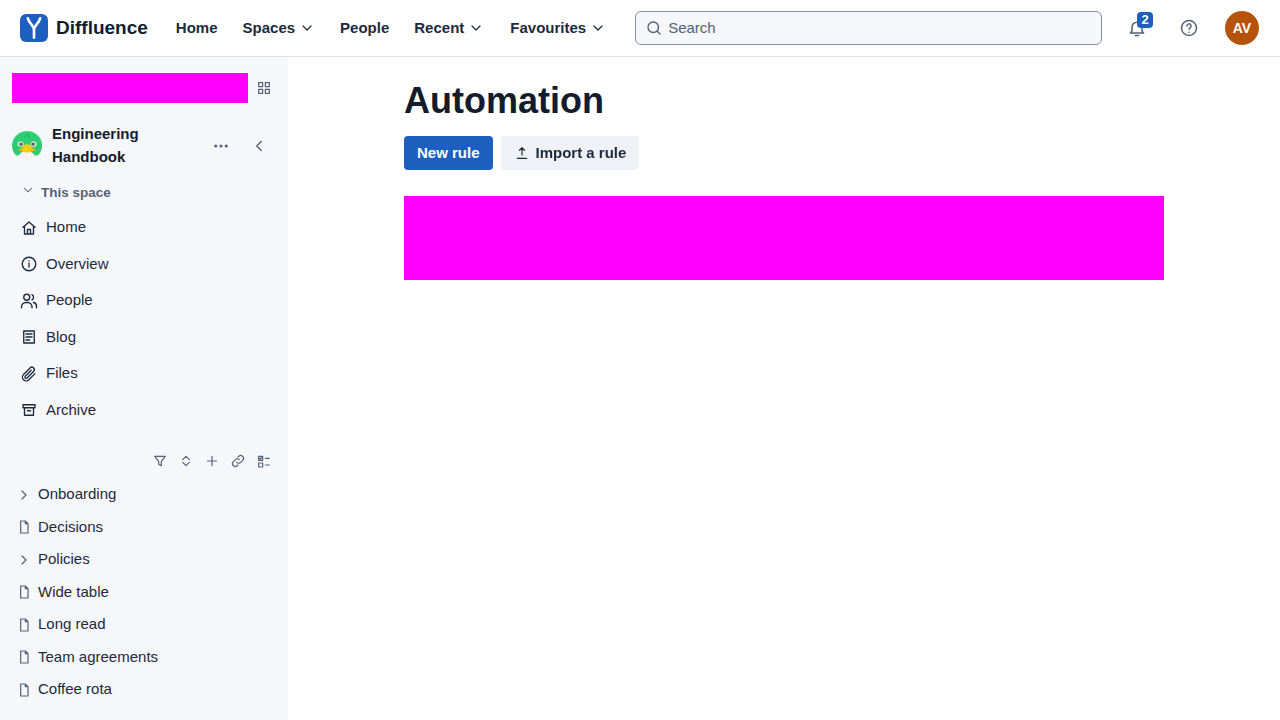 Diffluence
Home
Spaces
People
Recent
Favourites
Search
2
AV
Engineering
Handbook
This space
Home
Overview
People
Blog
Files
Archive
Onboarding
Decisions
Policies
Wide table
Long read
Team agreements
Coffee rota
Automation
New rule
Import a rule